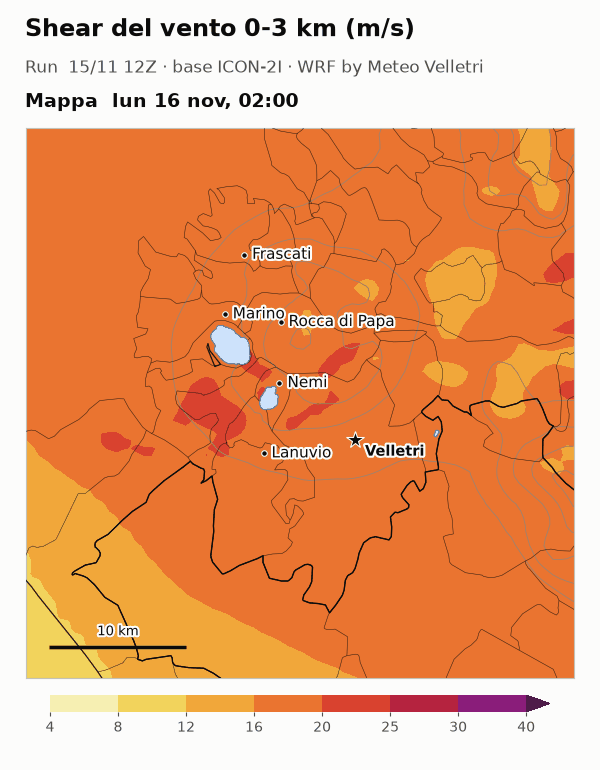 Shear del vento 0-3 km (m/s)
Run  15/11 12Z · base ICON-2I · WRF by Meteo Velletri
Mappa  lun 16 nov, 02:00
Frascati
Marino
Rocca di Papa
Nemi
Velletri
Lanuvio
10 km
4 8 12 16 20 25 30 40